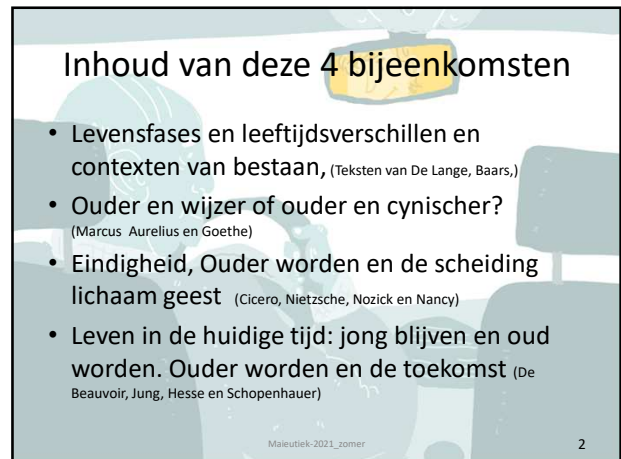 Inhoud van deze 4 bijeenkomsten
• Levensfases en leeftijdsverschillen en
contexten van bestaan, (Teksten van De Lange, Baars,)
• Ouder en wijzer of ouder en cynischer?
(Marcus Aurelius en Goethe)
• Eindigheid, Ouder worden en de scheiding
lichaam geest (Cicero, Nietzsche, Nozick en Nancy)
• Leven in de huidige tijd: jong blijven en oud
worden. Ouder worden en de toekomst (De
Beauvoir, Jung, Hesse en Schopenhauer)
Maieutiek-2021_zomer
2